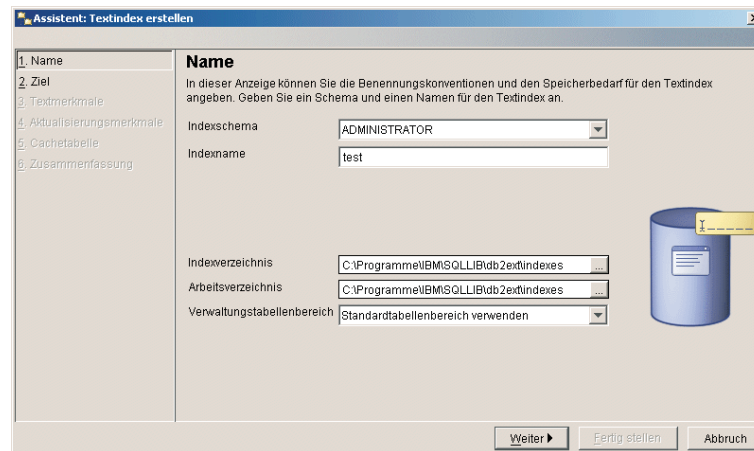 Assistent: Textindex erstellen
1. Name
2. Ziel
3. Textmerkmale
4. Aktualisierungsmerkmale
5. Cachetabelle
6. Zusammenfassung
Name
In dieser Anzeige können Sie die Benennungskonventionen und den Speicherbedarf für den Textindex
angeben. Geben Sie ein Schema und einen Namen für den Textindex an.
Indexschema ADMINISTRATOR
Indexname test
Indexverzeichnis C:\Programme\IBM\SQLLIB\db2ext\indexes ...
Arbeitsverzeichnis C:\Programme\IBM\SQLLIB\db2ext\indexes ...
Verwaltungstabellenbereich Standardtabellenbereich verwenden
Weiter Fertig stellen Abbruch